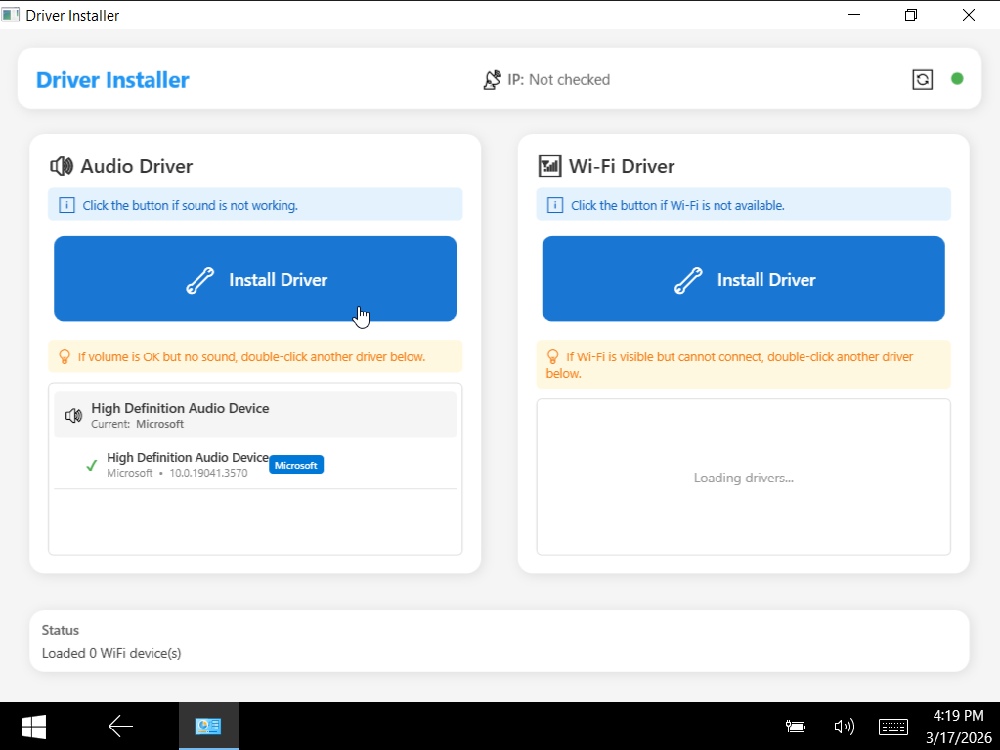 Driver Installer
Driver Installer
IP: Not checked
Audio Driver
Click the button if sound is not working.
Install Driver
If volume is OK but no sound, double-click another driver below.
High Definition Audio Device
Current: Microsoft
High Definition Audio Device
Microsoft
Microsoft • 10.0.19041.3570
Wi-Fi Driver
Click the button if Wi-Fi is not available.
Install Driver
If Wi-Fi is visible but cannot connect, double-click another driver
below.
Loading drivers...
Status
Loaded 0 WiFi device(s)
4:19 PM
3/17/2026